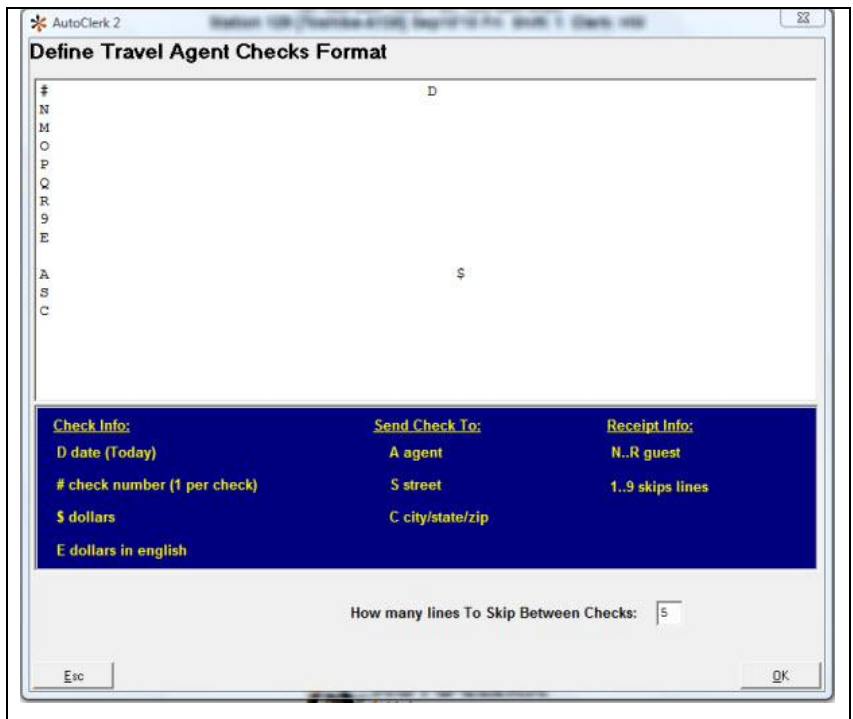 AutoClerk 2
Define Travel Agent Checks Format
# D
N
M
O
P
Q
R
9
E
A $
S
C
Check Info: Send Check To: Receipt Info:
D date (Today) A agent N..R guest
# check number (1 per check) S street 1..9 skips lines
$ dollars C city/state/zip
E dollars in english
How many lines To Skip Between Checks: 5
Esc OK